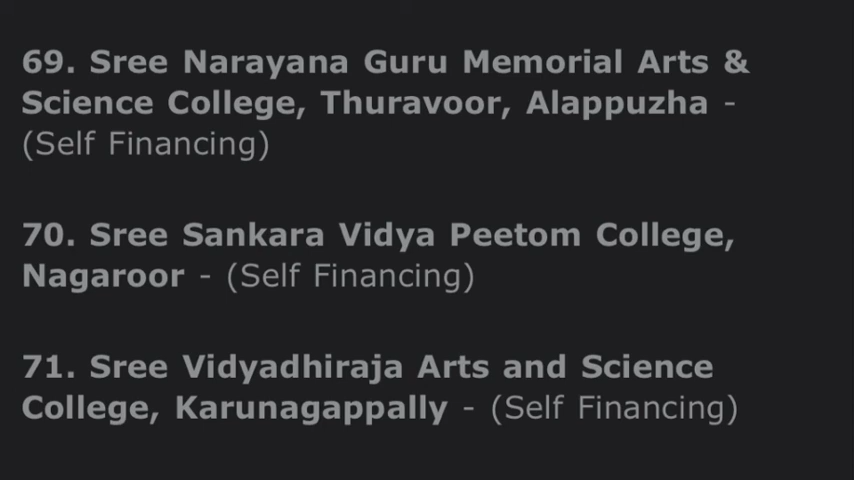 69. Sree Narayana Guru Memorial Arts &
Science College, Thuravoor, Alappuzha -
(Self Financing)
70. Sree Sankara Vidya Peetom College,
Nagaroor - (Self Financing)
71. Sree Vidyadhiraja Arts and Science
College, Karunagappally - (Self Financing)